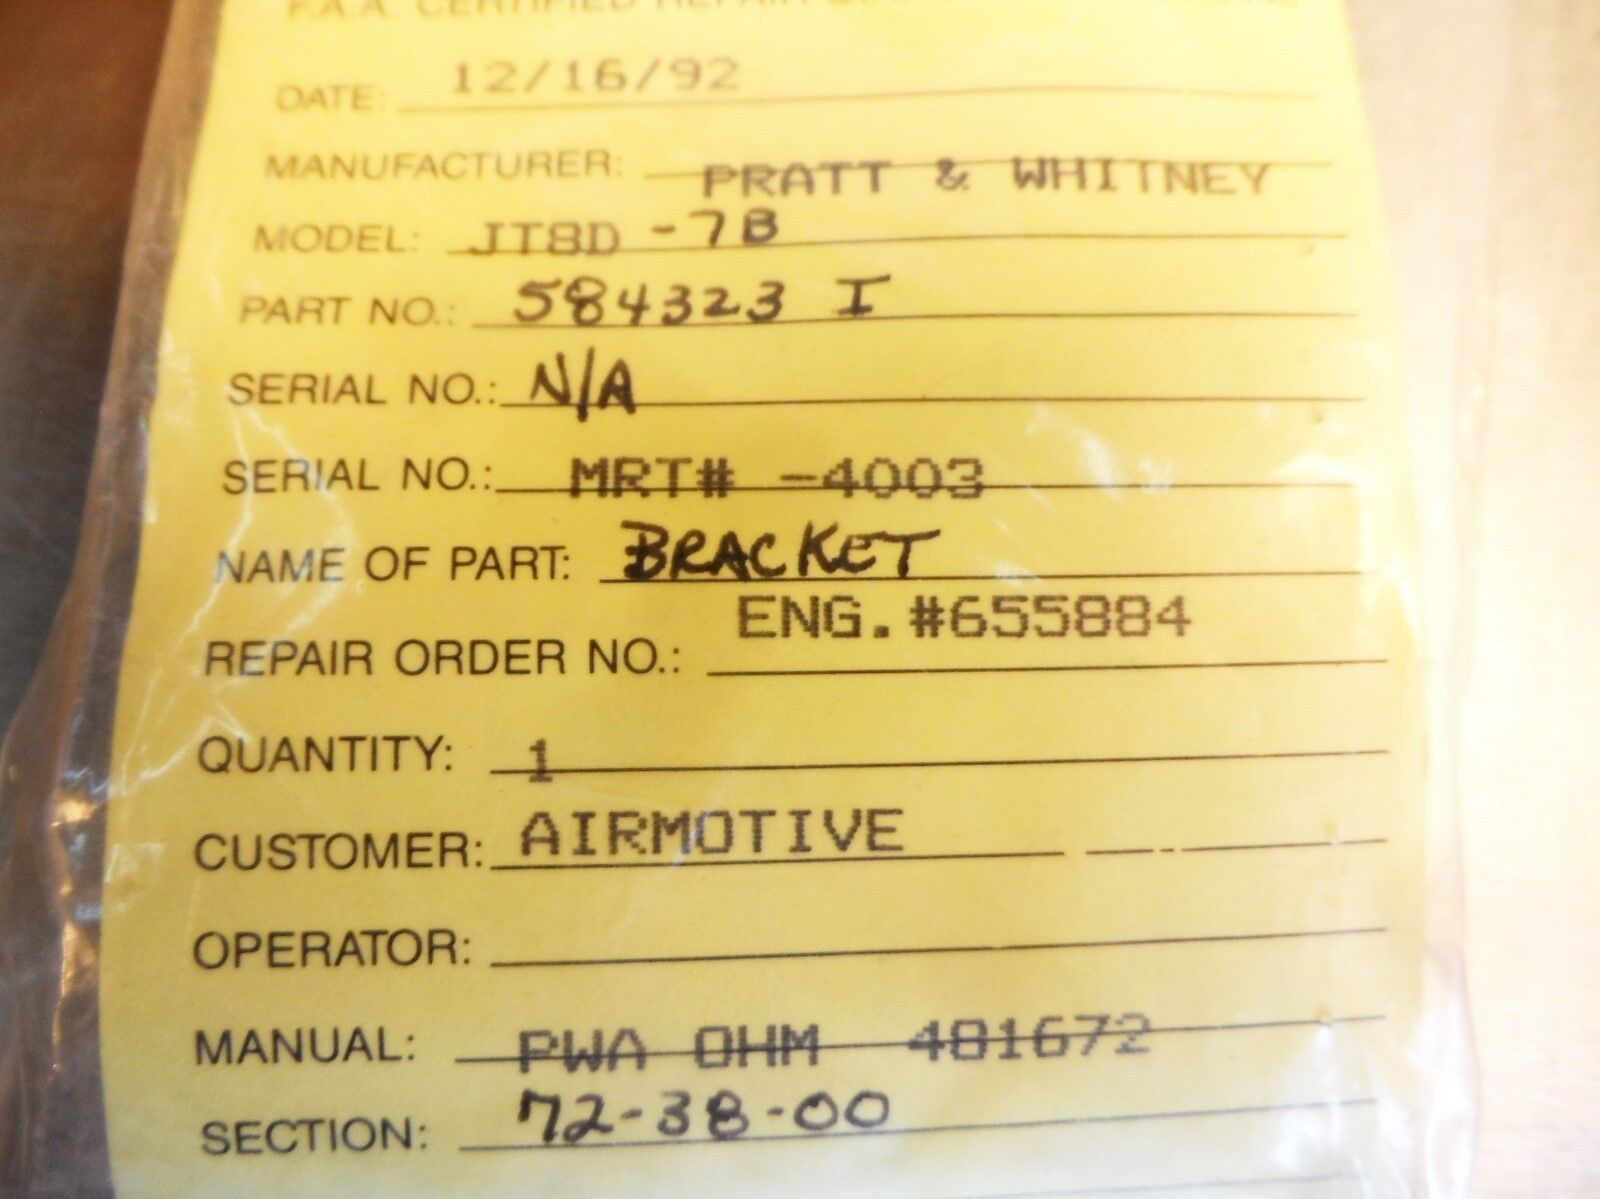 F.A.A. CERTIFIED REPAIR
DATE: 12/16/92
MANUFACTURER: PRATT & WHITNEY
MODEL: JT8D -7B
PART NO.: 584323 I
SERIAL NO.: N/A
SERIAL NO.: MRT# -4003
NAME OF PART: BRACKET
ENG. #655884
REPAIR ORDER NO.:
QUANTITY: 1
CUSTOMER: AIRMOTIVE
OPERATOR:
MANUAL: PWA OHM 481672
SECTION: 72-38-00